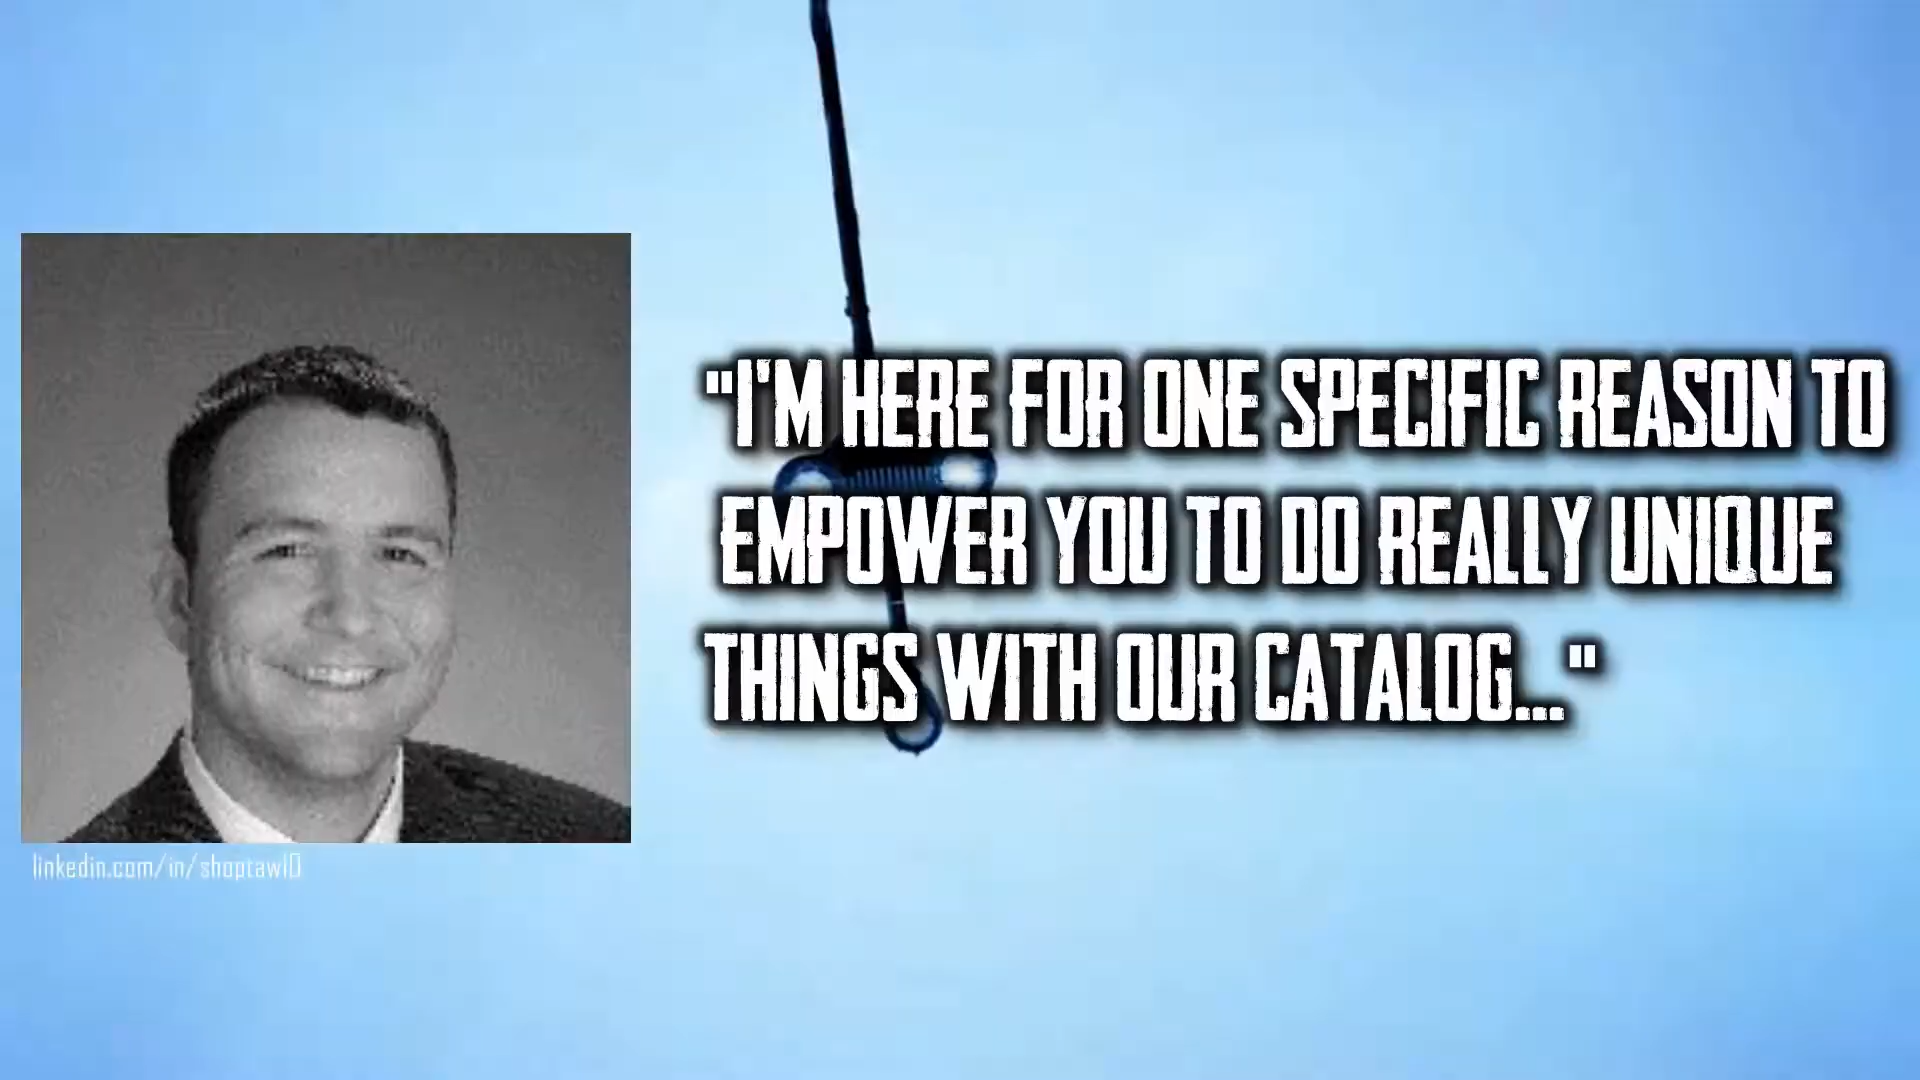 "I'M HERE FOR ONE SPECIFIC REASON TO
EMPOWER YOU TO DO REALLY UNIQUE
THINGS WITH OUR CATALOG..."
linkedin.com/in/shoptaw10